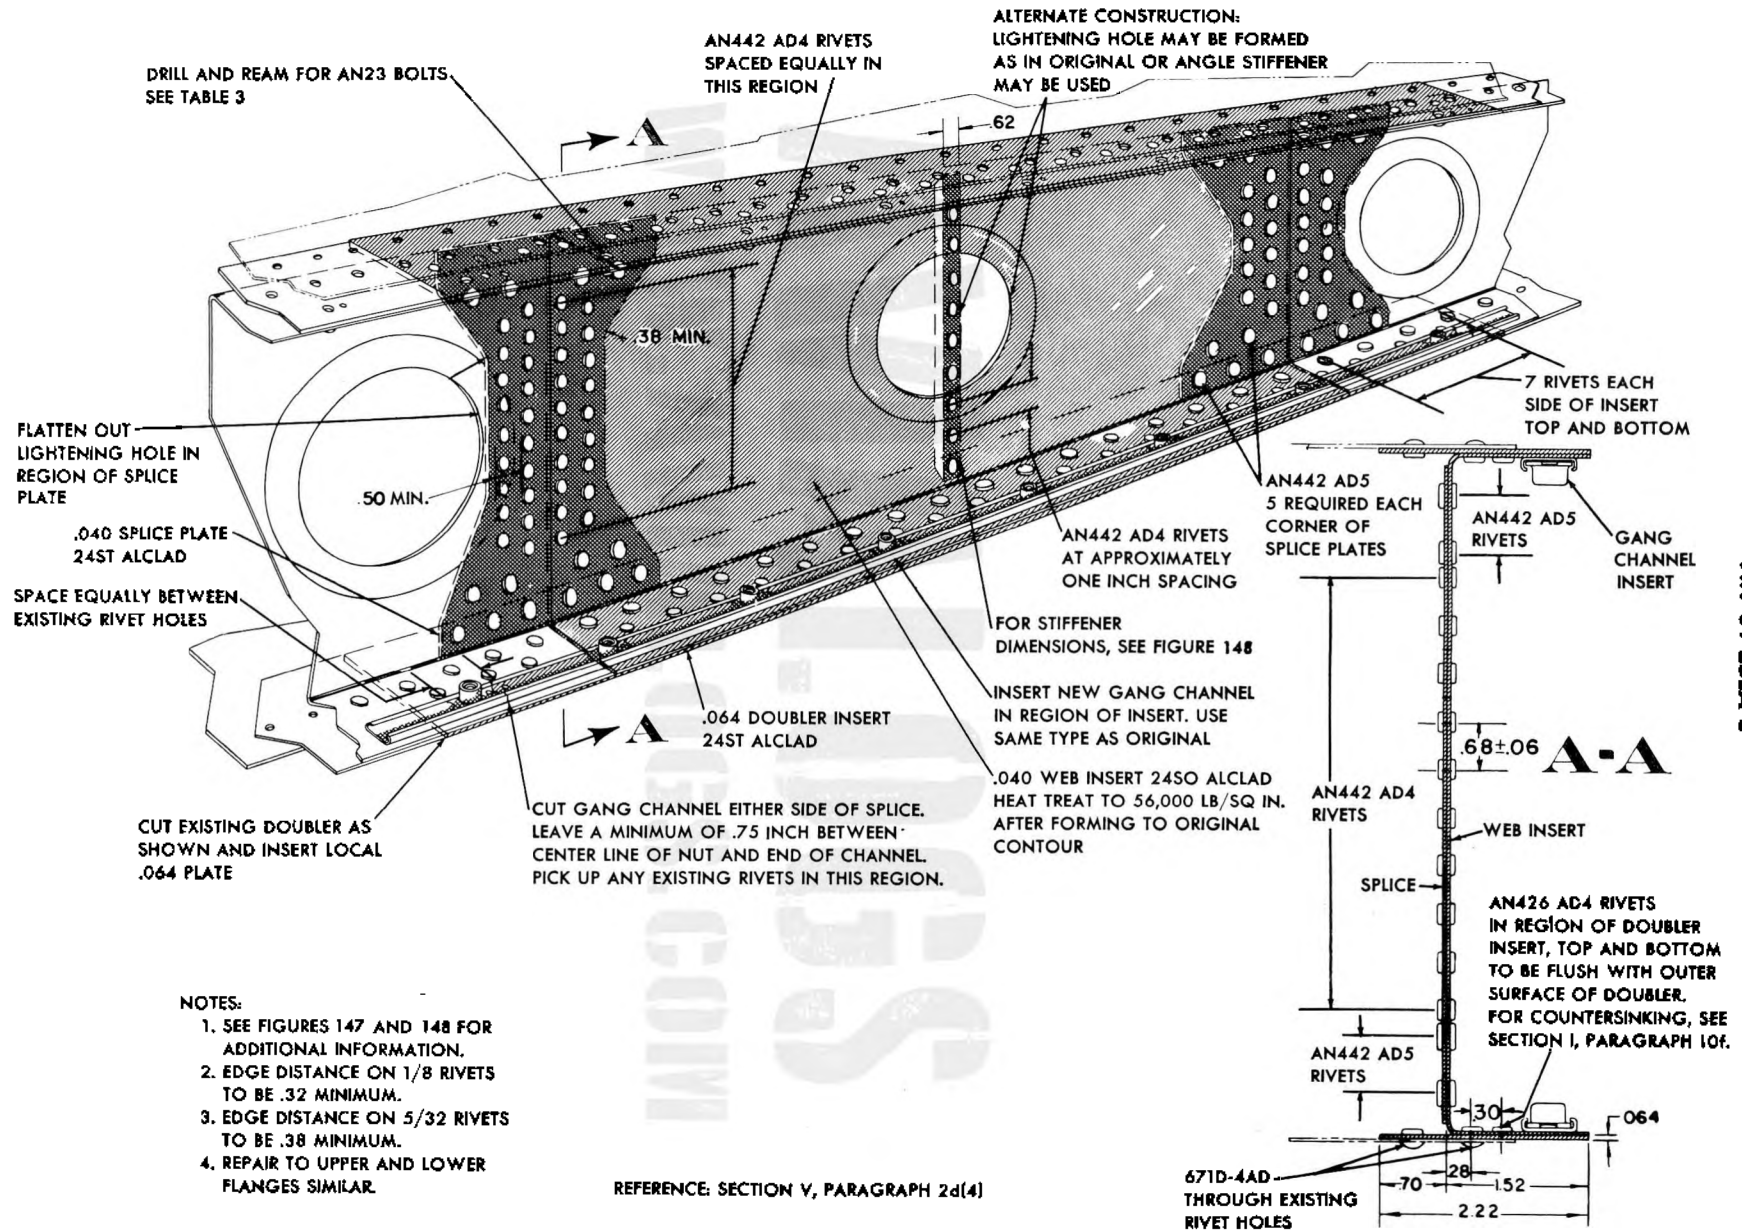 DRILL AND REAM FOR AN23 BOLTS
SEE TABLE 3
AN442 AD4 RIVETS
SPACED EQUALLY IN
THIS REGION
ALTERNATE CONSTRUCTION:
LIGHTENING HOLE MAY BE FORMED
AS IN ORIGINAL OR ANGLE STIFFENER
MAY BE USED
A
.62
.38 MIN.
FLATTEN OUT
LIGHTENING HOLE IN
REGION OF SPLICE
PLATE
.50 MIN.
.040 SPLICE PLATE
24ST ALCLAD
SPACE EQUALLY BETWEEN
EXISTING RIVET HOLES
7 RIVETS EACH
SIDE OF INSERT
TOP AND BOTTOM
AN442 AD5
5 REQUIRED EACH
CORNER OF
SPLICE PLATES
AN442 AD4 RIVETS
AT APPROXIMATELY
ONE INCH SPACING
FOR STIFFENER
DIMENSIONS, SEE FIGURE 148
INSERT NEW GANG CHANNEL
IN REGION OF INSERT. USE
SAME TYPE AS ORIGINAL
.040 WEB INSERT 24SO ALCLAD
HEAT TREAT TO 56,000 LB/SQ IN.
AFTER FORMING TO ORIGINAL
CONTOUR
A
.064 DOUBLER INSERT
24ST ALCLAD
CUT EXISTING DOUBLER AS
SHOWN AND INSERT LOCAL
.064 PLATE
CUT GANG CHANNEL EITHER SIDE OF SPLICE.
LEAVE A MINIMUM OF .75 INCH BETWEEN
CENTER LINE OF NUT AND END OF CHANNEL.
PICK UP ANY EXISTING RIVETS IN THIS REGION.
AN442 AD5
RIVETS
GANG
CHANNEL
INSERT
.68±.06
A-A
AN442 AD4
RIVETS
WEB INSERT
SPLICE
AN426 AD4 RIVETS
IN REGION OF DOUBLER
INSERT, TOP AND BOTTOM
TO BE FLUSH WITH OUTER
SURFACE OF DOUBLER.
FOR COUNTERSINKING, SEE
SECTION I, PARAGRAPH 10f.
AN442 AD5
RIVETS
.30
.064
671D-4AD
THROUGH EXISTING
RIVET HOLES
.70
.28
1.52
2.22
NOTES:
1. SEE FIGURES 147 AND 148 FOR
ADDITIONAL INFORMATION.
2. EDGE DISTANCE ON 1/8 RIVETS
TO BE .32 MINIMUM.
3. EDGE DISTANCE ON 5/32 RIVETS
TO BE .38 MINIMUM.
4. REPAIR TO UPPER AND LOWER
FLANGES SIMILAR.
REFERENCE: SECTION V, PARAGRAPH 2d(4)